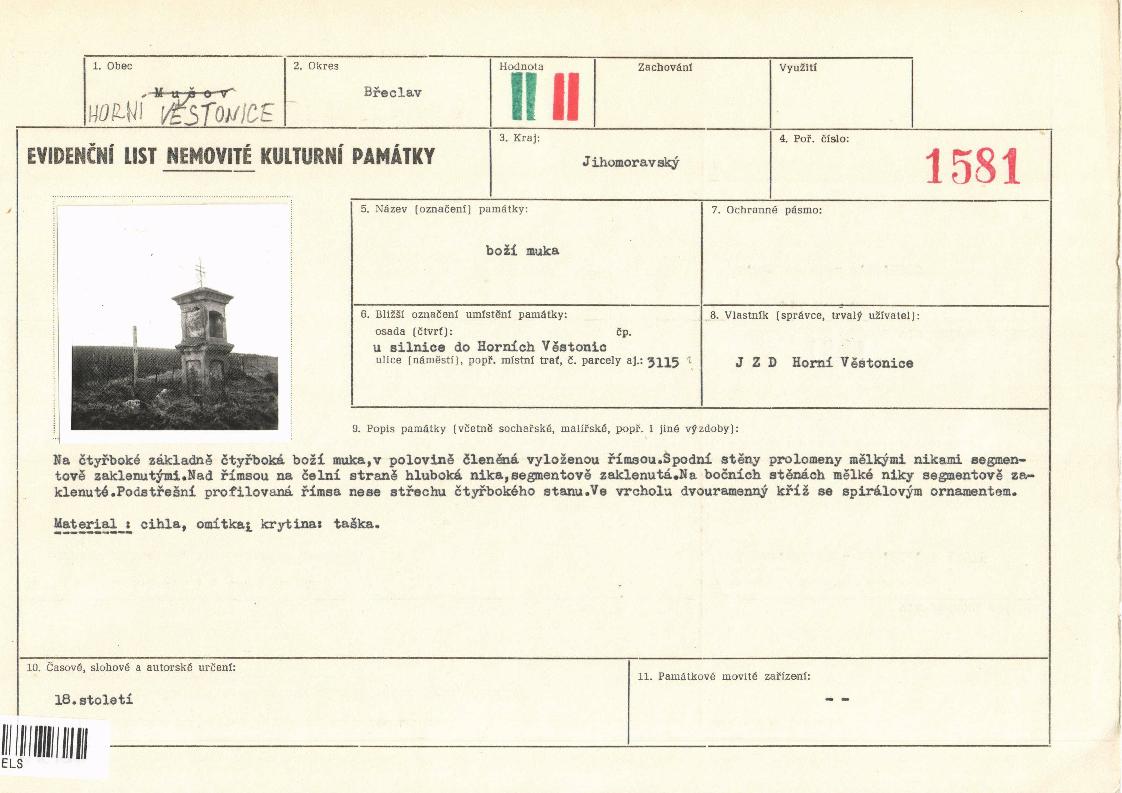 1. Obec
Mušov
HORNÍ VĚSTONICE
2. Okres
Břeclav
Hodnota
Zachování
Využití
EVIDENČNÍ LIST NEMOVITÉ KULTURNÍ PAMÁTKY
3. Kraj:
Jihomoravský
4. Poř. číslo:
1581
5. Název (označení) památky:
boží muka
7. Ochranné pásmo:
6. Bližší označení umístění památky:
osada (čtvrť): čp.
u silnice do Horních Věstonic
ulice (náměstí), popř. místní trať, č. parcely aj.: 3115
8. Vlastník (správce, trvalý uživatel):
J Z D Horní Věstonice
9. Popis památky (včetně sochařské, malířské, popř. i jiné výzdoby):
Na čtyřboké základně čtyřboká boží muka,v polovině členěná vyloženou římsou.Spodní stěny prolomeny mělkými nikami segmen-
tově zaklenutými.Nad římsou na čelní straně hluboká nika,segmentově zaklenutá.Na bočních stěnách mělké niky segmentově za-
klenuté.Podstřešní profilovaná římsa nese střechu čtyřbokého stanu.Ve vrcholu dvouramenný kříž se spirálovým ornamentem.
Material : cihla, omítka; krytina: taška.
10. Časové, slohové a autorské určení:
18.století
11. Památkové movité zařízení:
- -
ELS